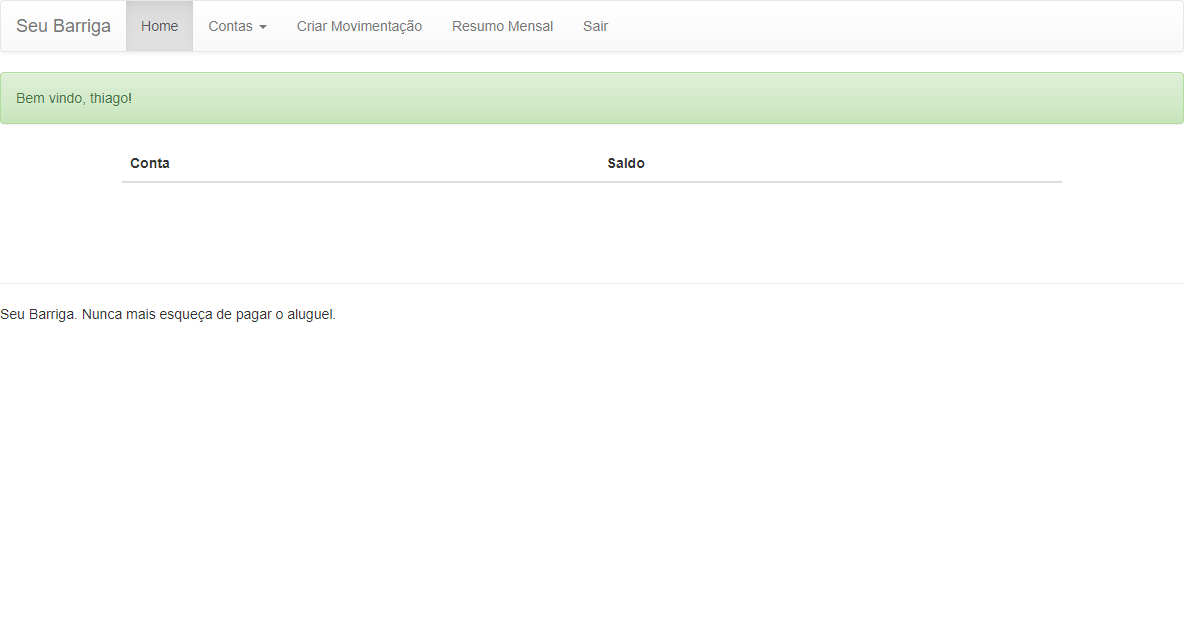 Seu Barriga Home Contas Criar Movimentação Resumo Mensal Sair
Bem vindo, thiago!
Conta Saldo
Seu Barriga. Nunca mais esqueça de pagar o aluguel.